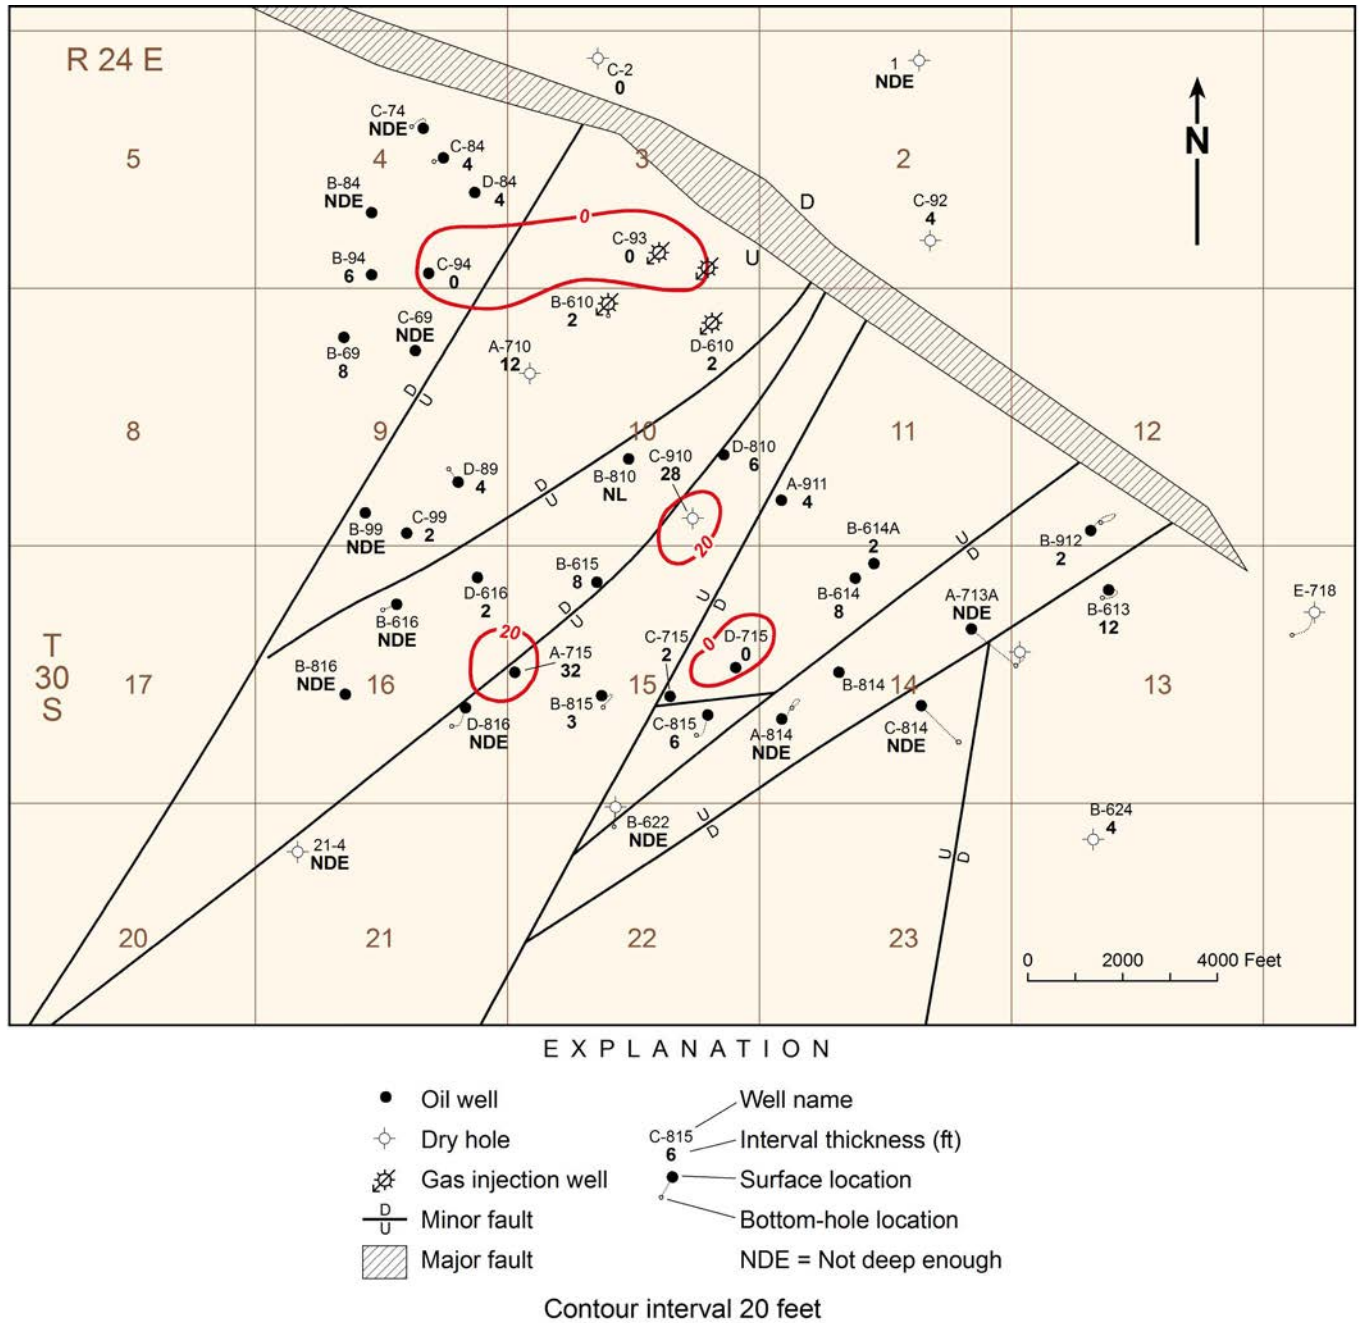 R 24 E
C-2
0
1
NDE
C-74
NDE
5
4
C-84
4
3
2
N
B-84
NDE
D-84
4
C-92
4
D
0
C-93
0
U
B-94
6
C-94
0
B-610
2
C-69
NDE
A-710
12
D-610
2
B-69
8
D
U
8
9
10
11
12
C-910
28
D-810
6
B-810
NL
D-89
4
D
U
A-911
4
B-99
NDE
C-99
2
20
B-614A
2
U
D
B-912
2
B-615
8
D-616
2
B-616
NDE
D
U
U
D
B-614
8
A-713A
NDE
B-613
12
E-718
T
30
S
17
B-816
NDE
16
20
A-715
32
C-715
2
0
D-715
0
15
B-814
14
13
B-815
3
D-816
NDE
C-815
6
A-814
NDE
C-814
NDE
B-622
NDE
U
D
B-624
4
21-4
NDE
U
D
20
21
22
23
0 2000 4000 Feet
EXPLANATION
Oil well
Dry hole
Gas injection well
D
U
Minor fault
Major fault
Well name
C-815
6
Interval thickness (ft)
Surface location
Bottom-hole location
NDE = Not deep enough
Contour interval 20 feet